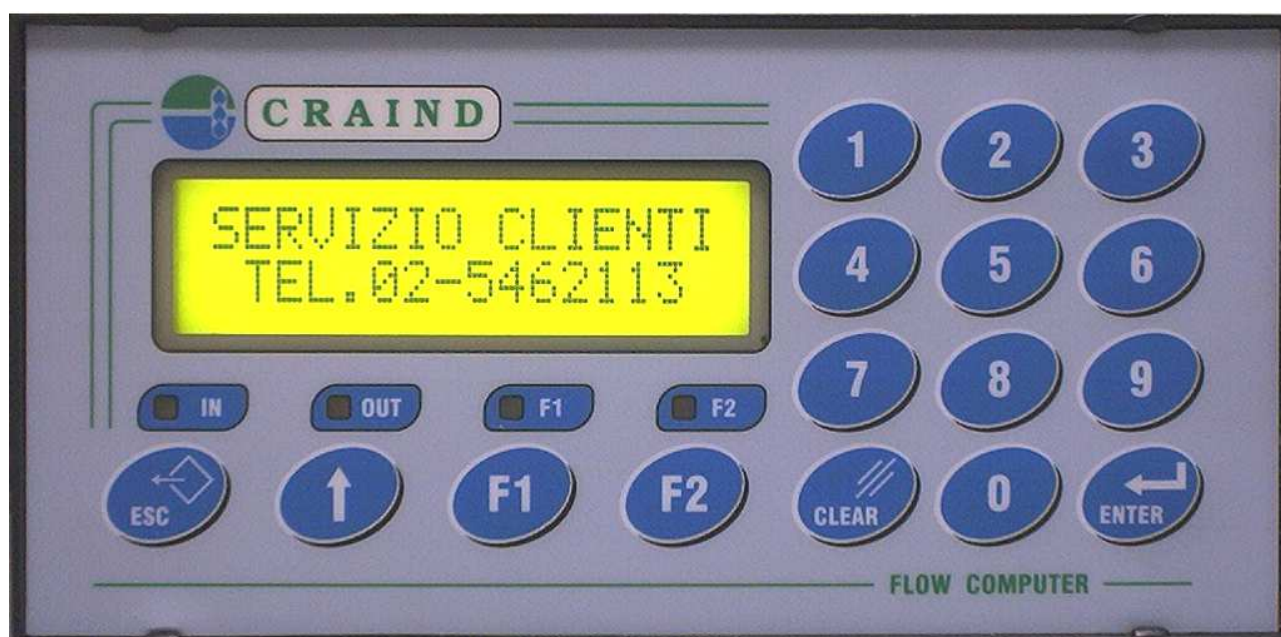 CRAIND
SERVIZIO CLIENTI
TEL.02-5462113
1 2 3
4 5 6
7 8 9
IN OUT F1 F2
ESC F1 F2 CLEAR 0 ENTER
FLOW COMPUTER